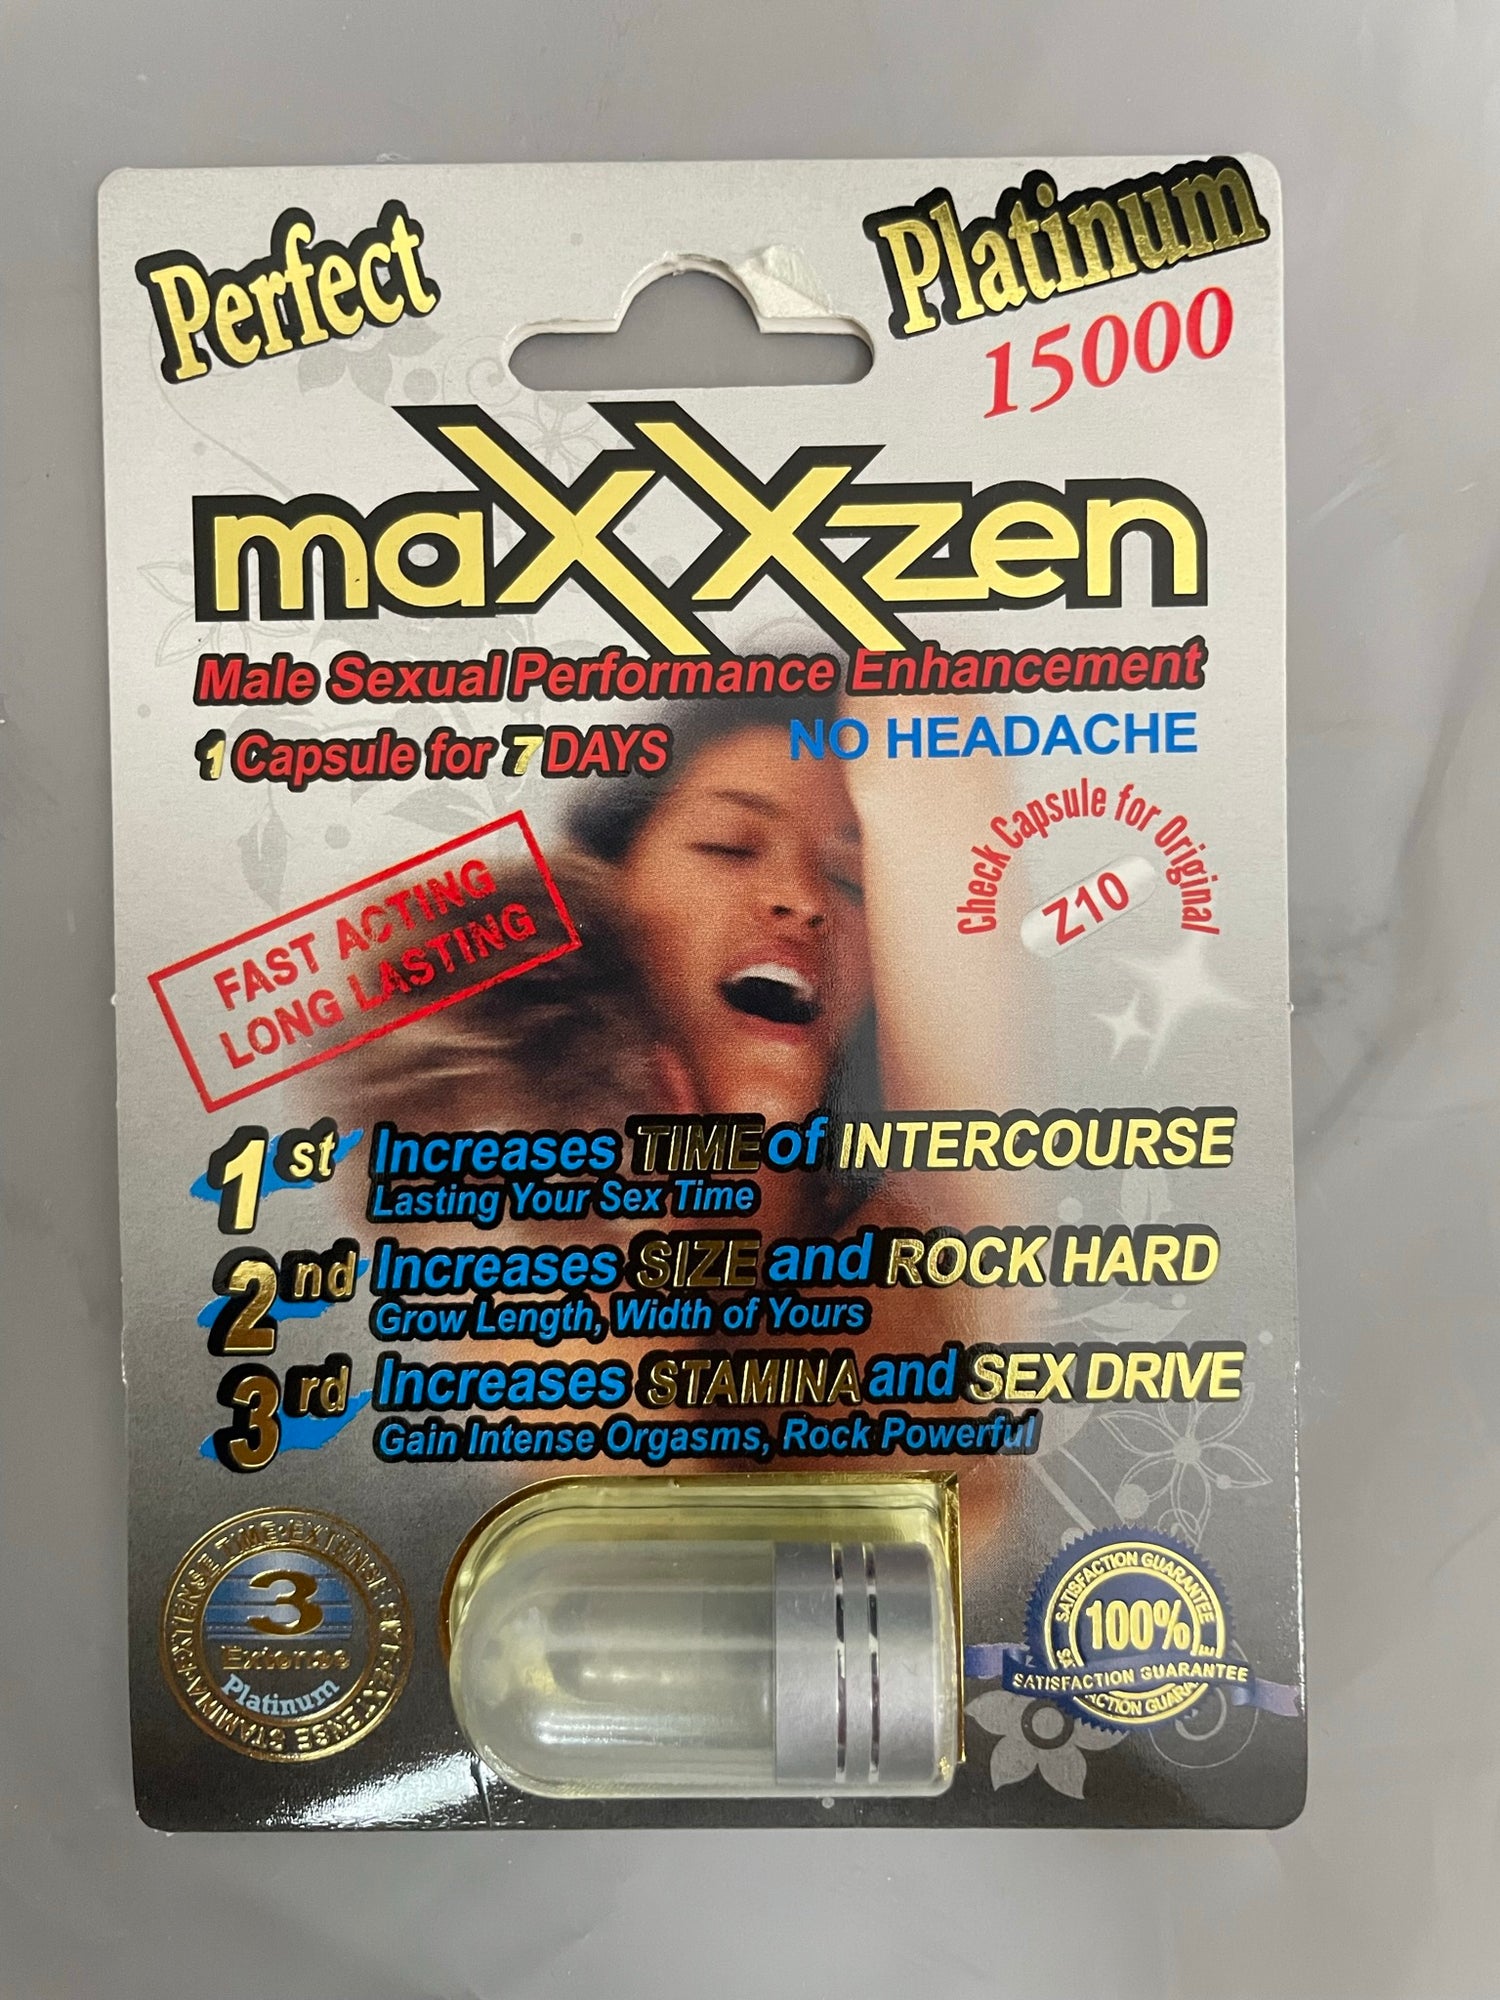 Perfect
Platinum
15000
maXXzen
Male Sexual Performance Enhancement
1 Capsule for 7 DAYS
NO HEADACHE
Check Capsule for Original
Z10
FAST ACTING
LONG LASTING
1st Increases TIME of INTERCOURSE
Lasting Your Sex Time
2nd Increases SIZE and ROCK HARD
Grow Length, Width of Yours
3rd Increases STAMINA and SEX DRIVE
Gain Intense Orgasms, Rock Powerful
TIME
STAMINA
3
Extense
Platinum
SATISFACTION GUARANTEE
100%
SATISFACTION GUARANTEE